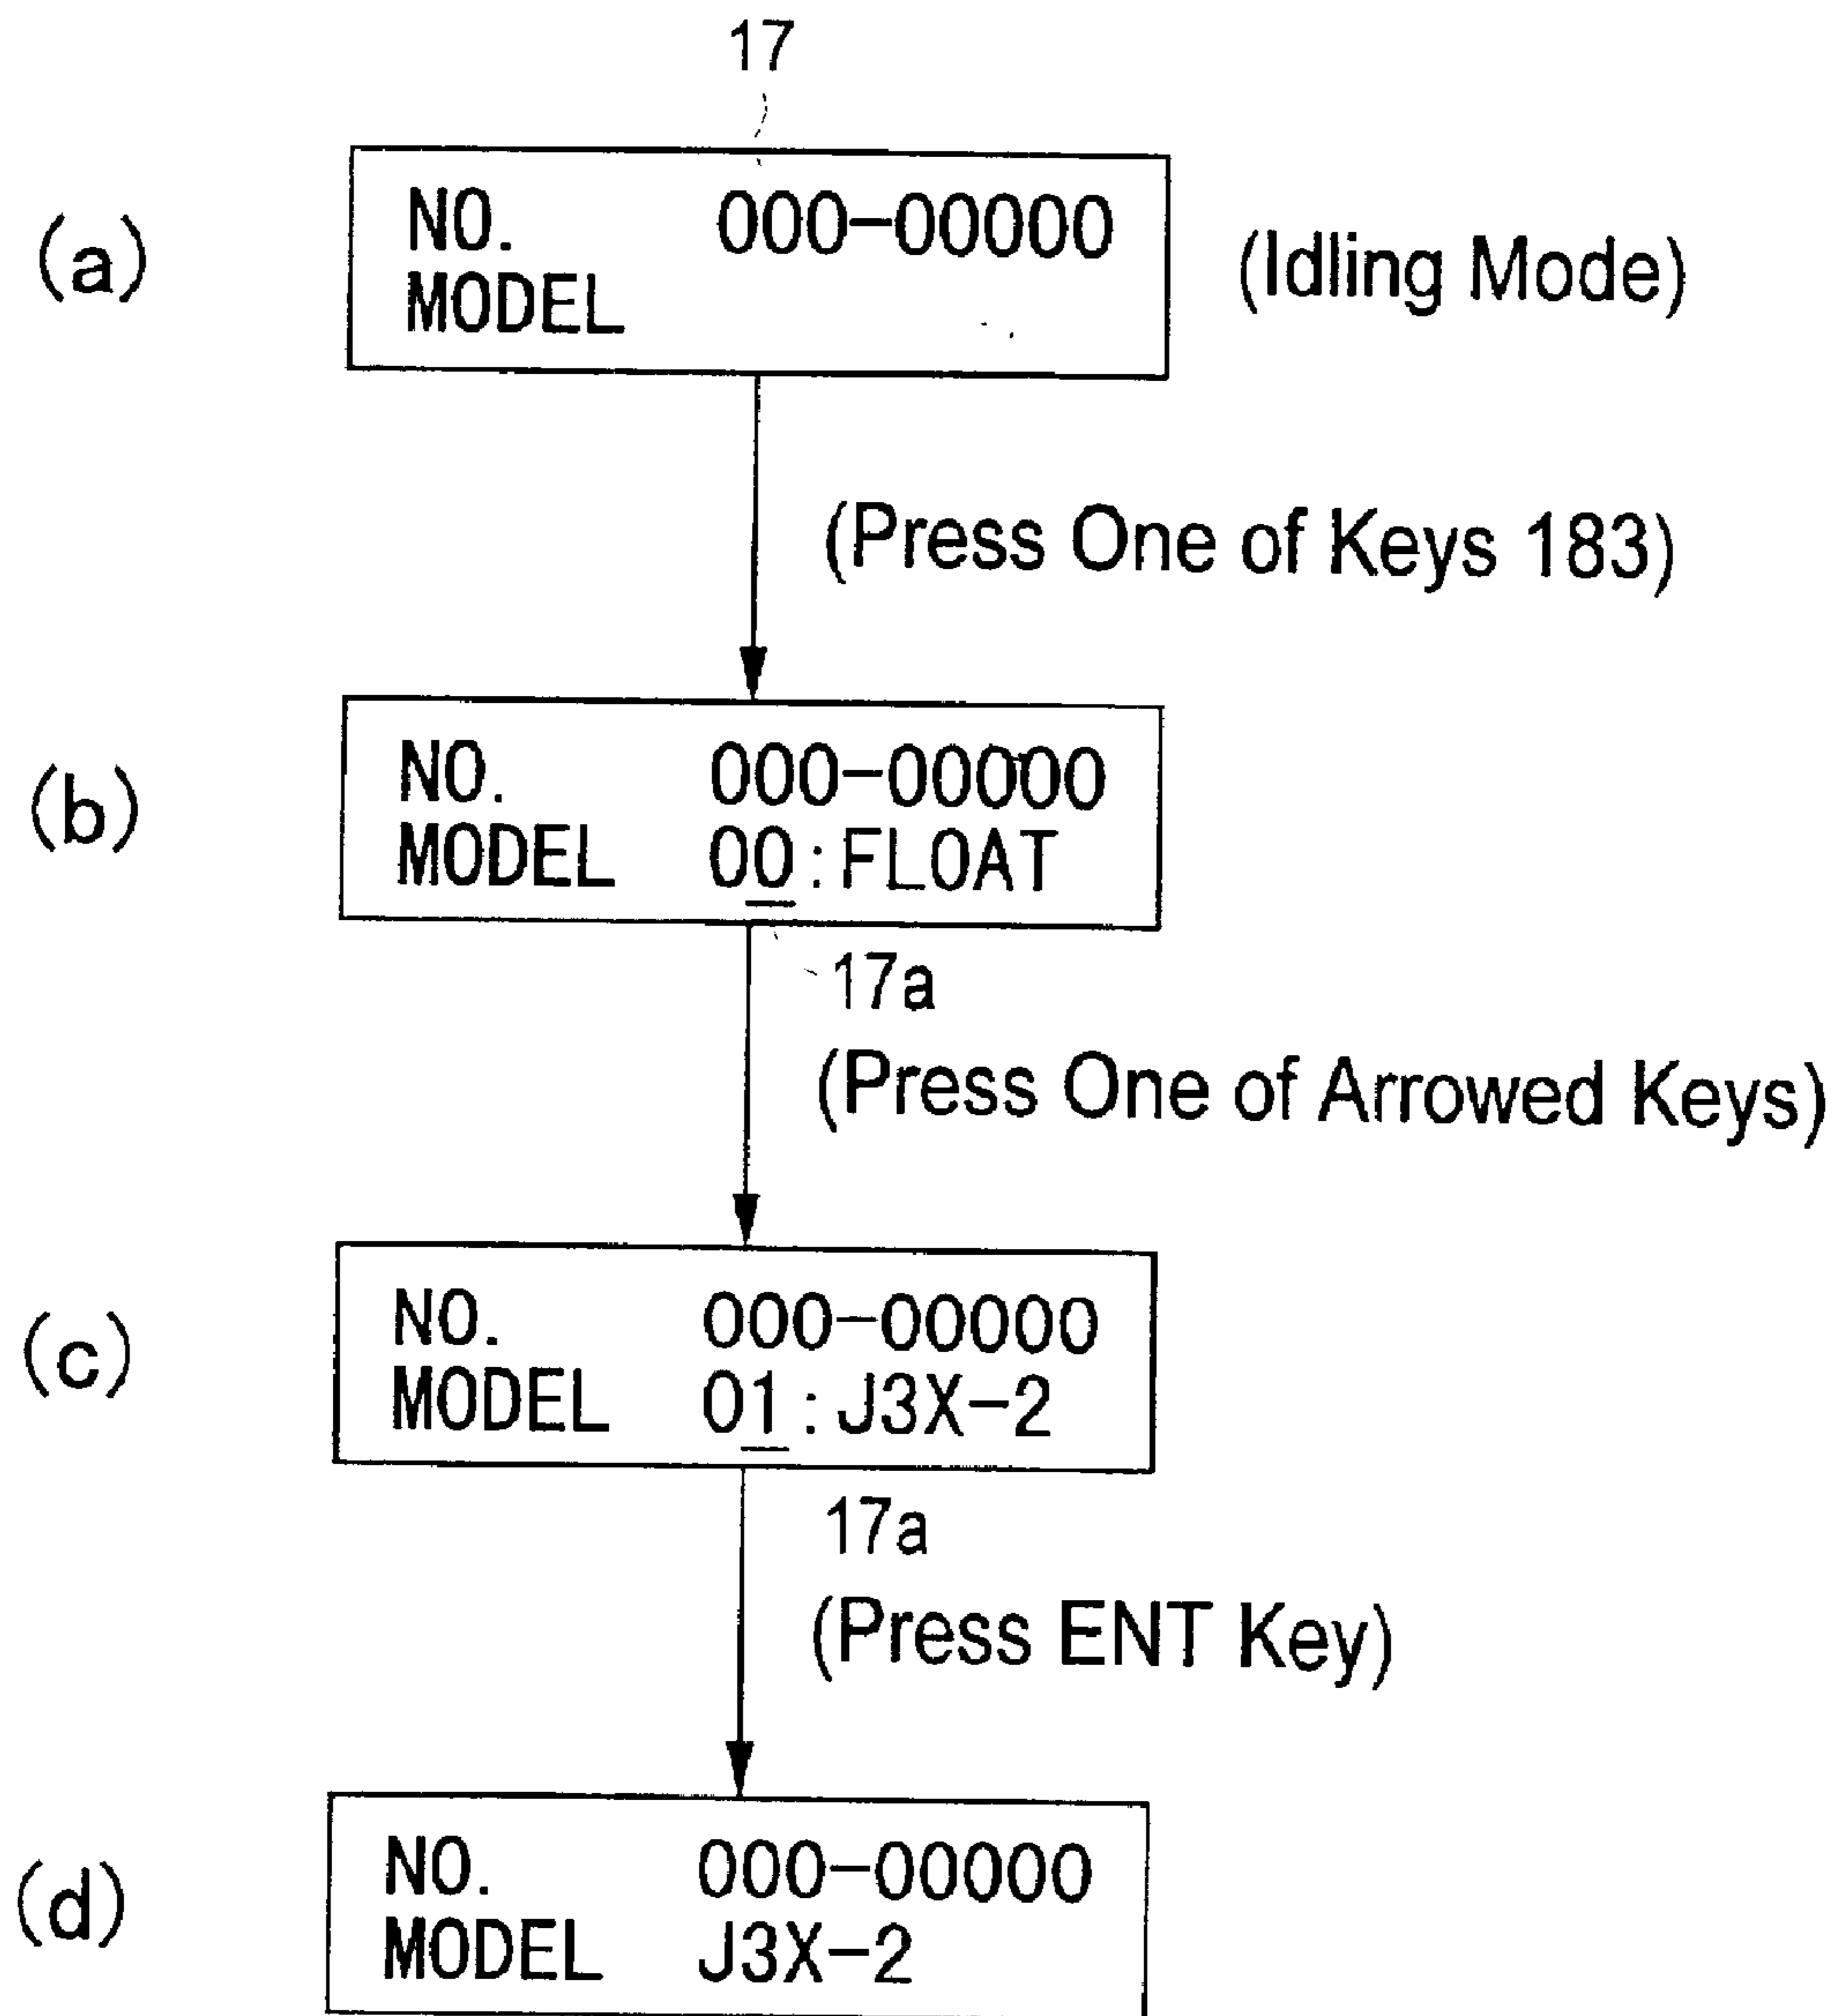 17
(a)
NO. 000-00000
MODEL
(Idling Mode)
(Press One of Keys 183)
(b)
NO. 000-00000
MODEL 00:FLOAT
17a
(Press One of Arrowed Keys)
(c)
NO. 000-00000
MODEL 01:J3X-2
17a
(Press ENT Key)
(d)
NO. 000-00000
MODEL J3X-2